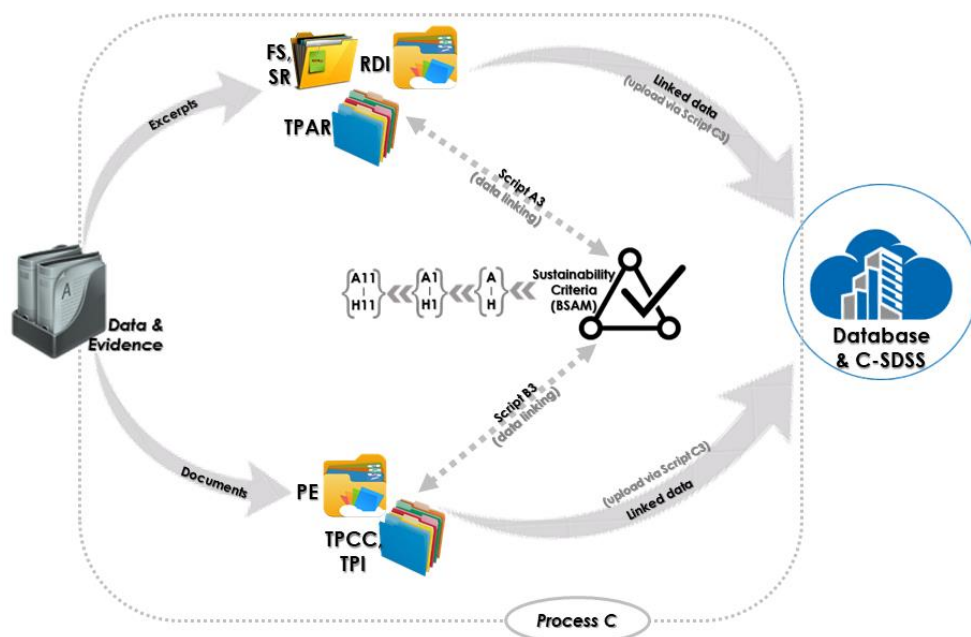 FS,
SR
RDI
TPAR
Excerpts
Linked data
(upload via Script C3)
Script A3
(data linking)
A
Data &
Evidence
{A11
–
H11}
{A1
–
H1}
{A
–
H}
Sustainability
Criteria
(BSAM)
Database
& C-SDSS
Script B3
(data linking)
Documents
PE
TPCC,
TPI
(upload via Script C3)
Linked data
Process C